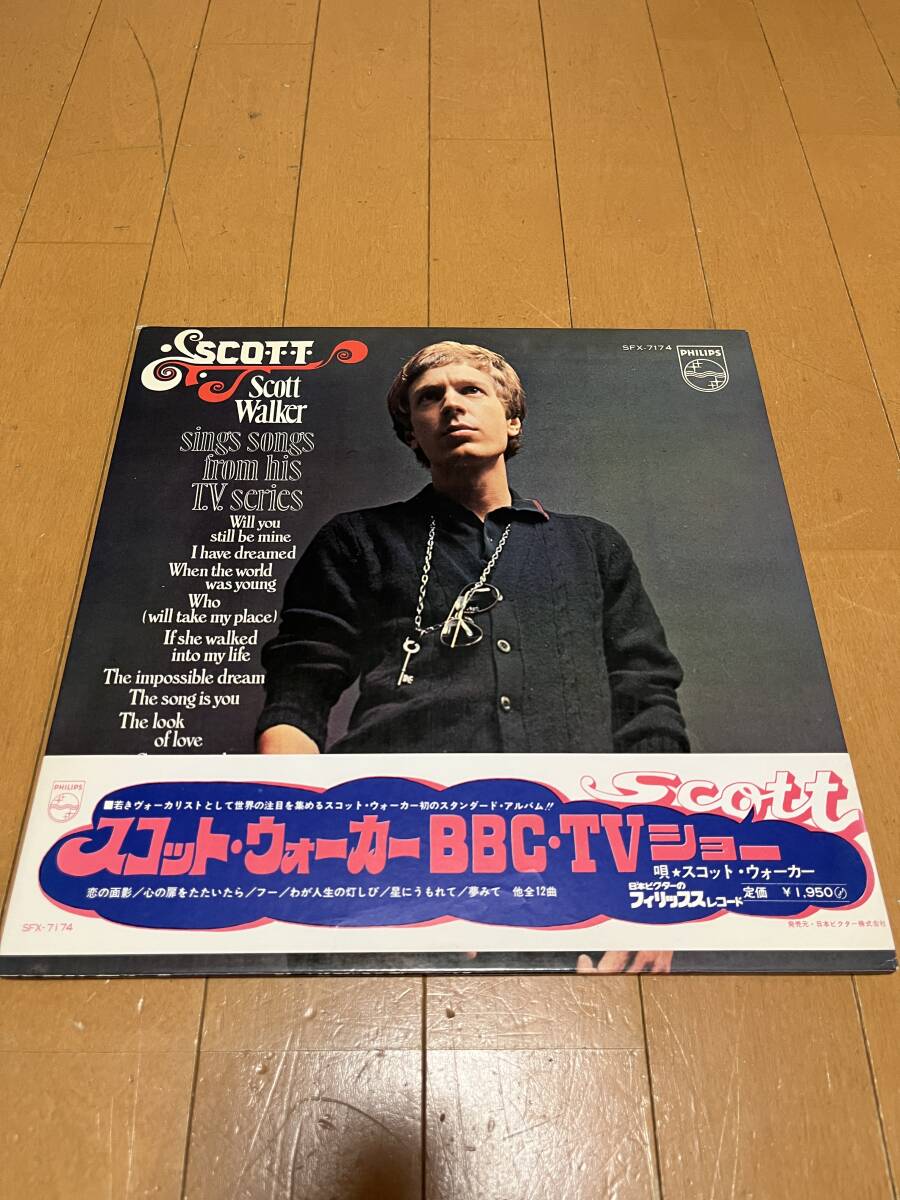 SCOTT
SFX-7174
PHILIPS
Scott
Walker
sings songs
from his
T.V. series
Will you
still be mine
I have dreamed
When the world
was young
Who
(will take my place)
If she walked
into my life
The impossible dream
The song is you
The look
of love
PHILIPS
Scott
■若きヴォーカリストとして世界の注目を集めるスコット・ウォーカー初のスタンダード・アルバム!!
スコット・ウォーカーBBC・TVショー
唄★スコット・ウォーカー
恋の面影/心の扉をたたいたら/フー/わが人生の灯しび/星にうもれて/夢みて 他全12曲
日本ビクターの
フィリップスレコード
定価 ¥1,950
SFX-7174
発売元・日本ビクター株式会社